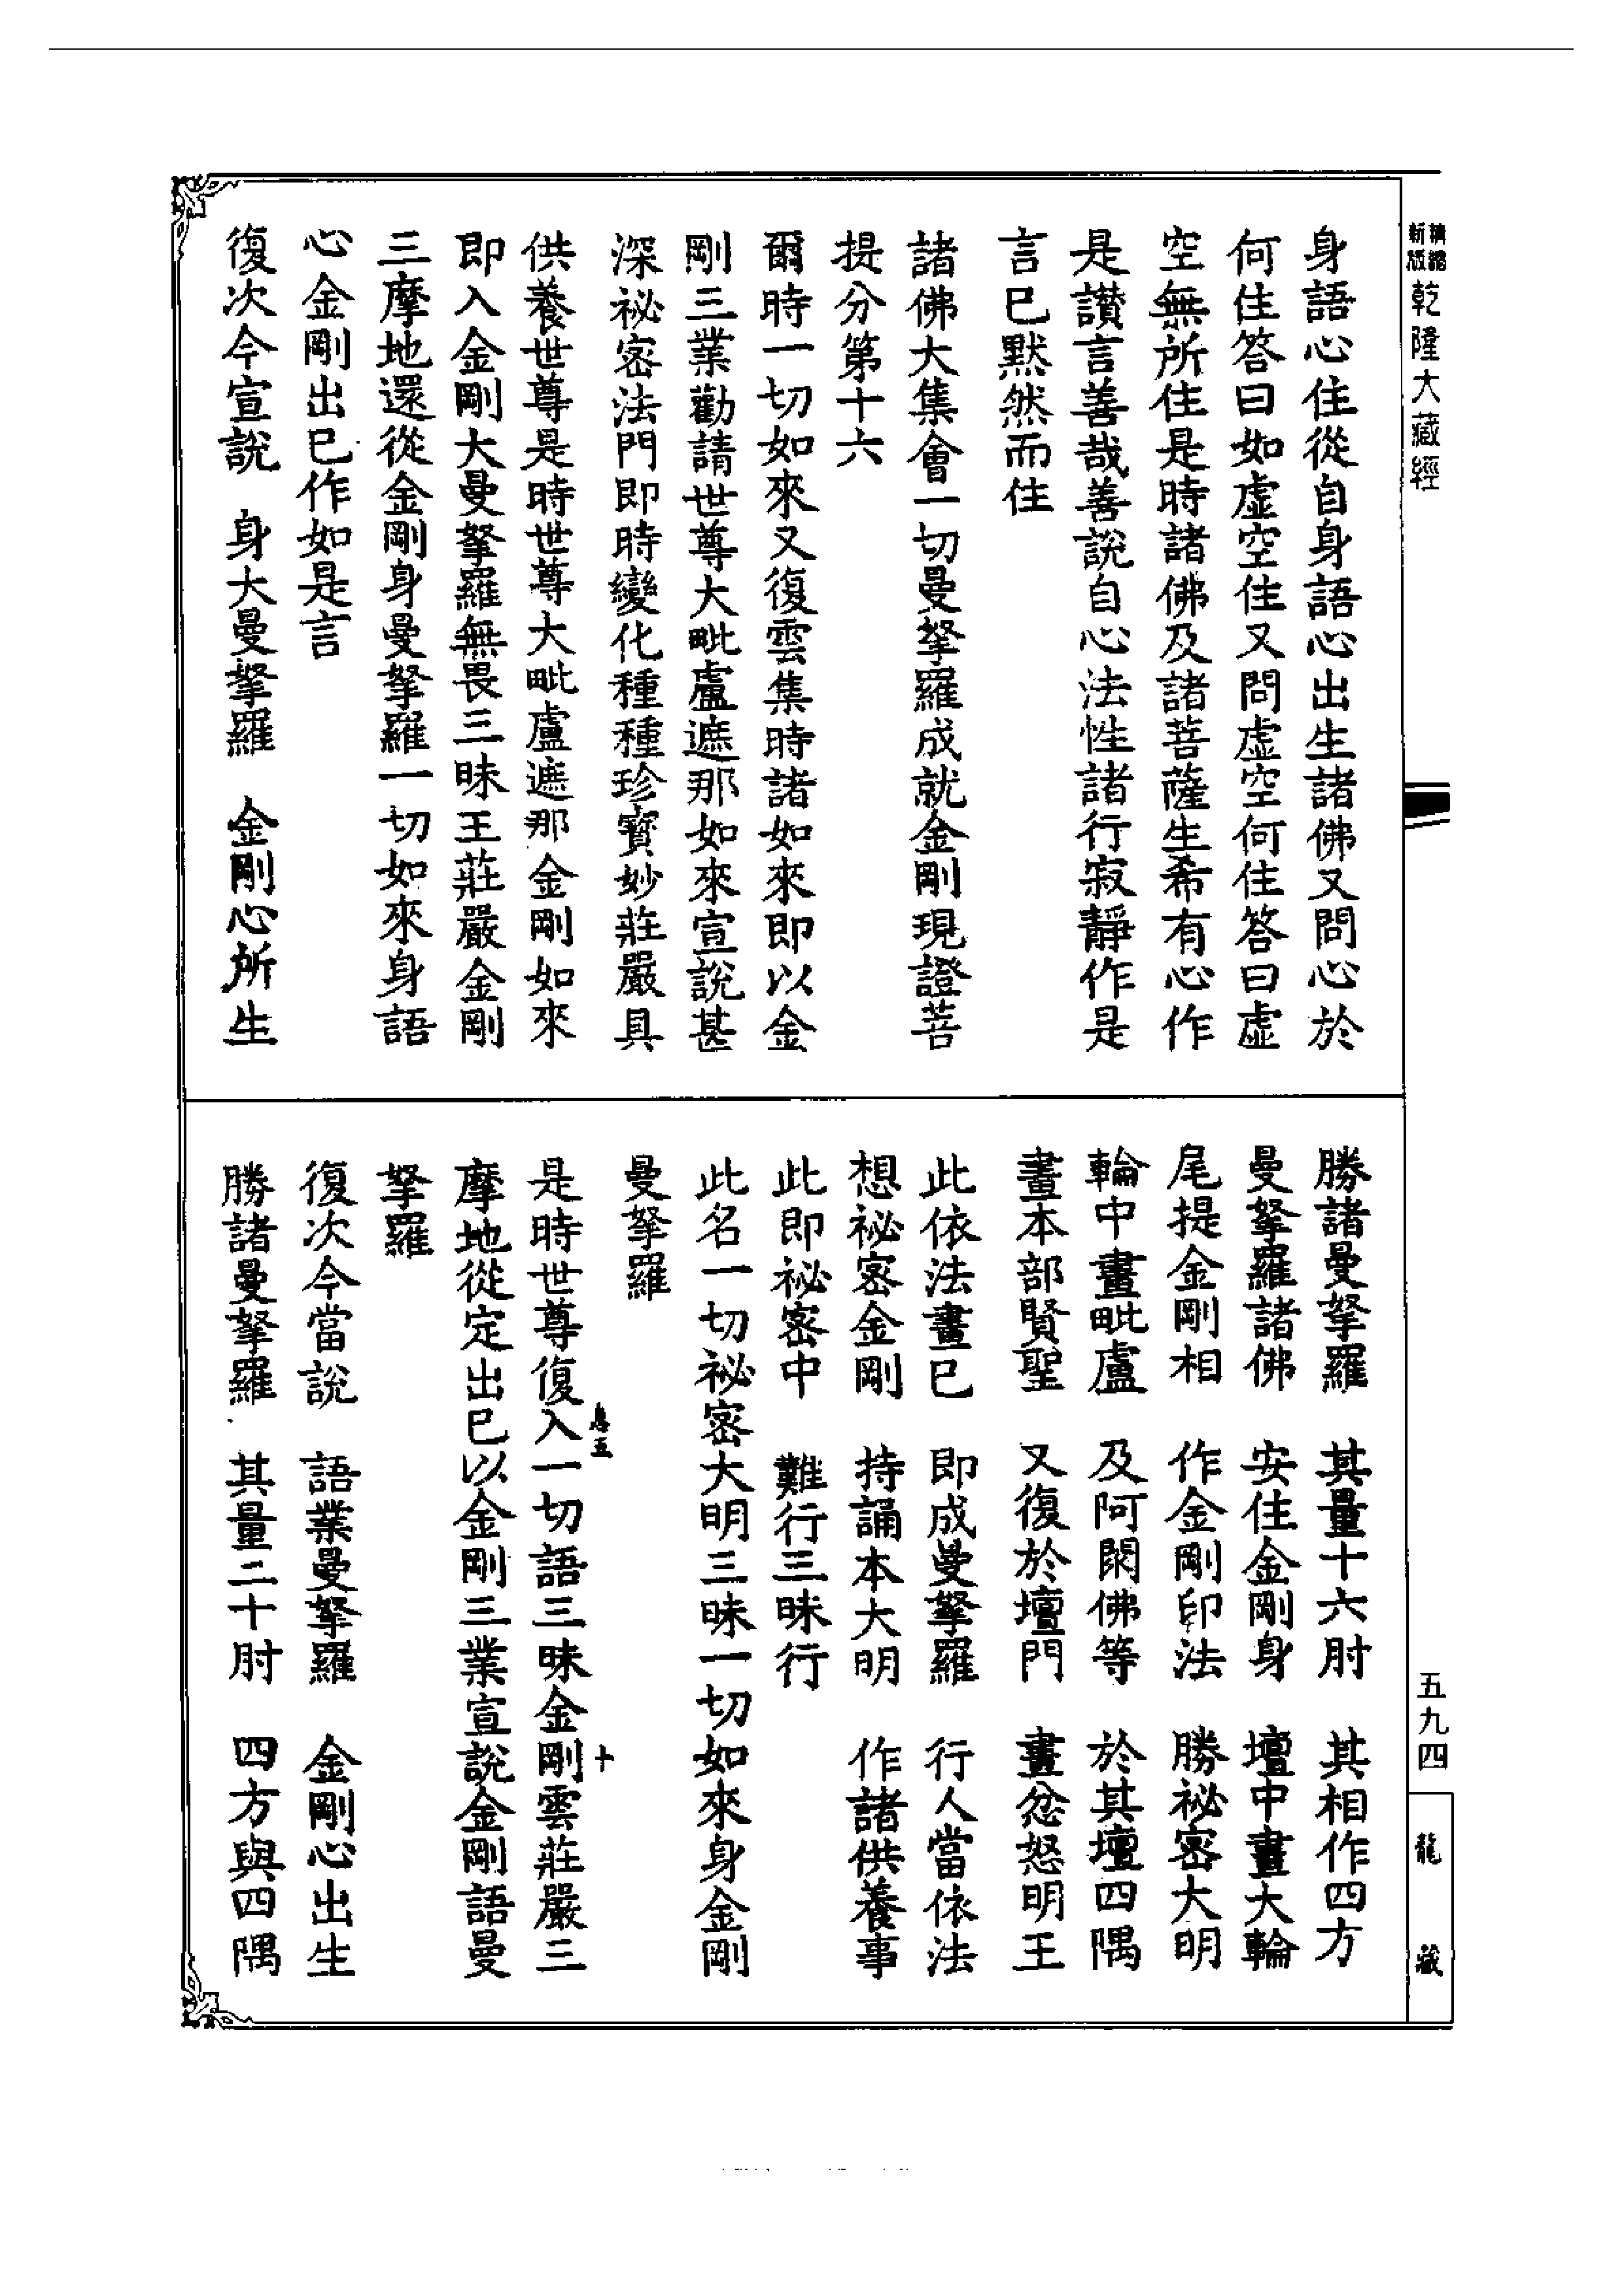 新版精縮乾隆大藏經
身語心住從自身語心出生諸佛又問心於
何住答曰如虛空住又問虛空何住答曰虛
空無所住是時諸佛及諸菩薩生希有心作
是讚言善哉善說自心法性諸行寂靜作是
言已默然而住
諸佛大集會一切曼拏羅成就金剛現證菩
提分第十六
爾時一切如來又復雲集時諸如來即以金
剛三業勸請世尊大毗盧遮那如來宣說甚
深祕密法門即時變化種種珍寶妙莊嚴具
供養世尊是時世尊大毗盧遮那金剛如來
即入金剛大曼拏羅無畏三昧王莊嚴金剛
三摩地還從金剛身曼拏羅一切如來身語
心金剛出已作如是言
復次今宣說　身大曼拏羅　金剛心所生
勝諸曼拏羅　其量十六肘　其相作四方
曼拏羅諸佛　安住金剛身　壇中畫大輪
尾提金剛相　作金剛印法　勝祕密大明
輪中畫毗盧　及阿閦佛等　於其壇四隅
畫本部賢聖　又復於壇門　畫忿怒明王
此依法畫已　即成曼拏羅　行人當依法
想祕密金剛　持誦本大明　作諸供養事
此即祕密中　難行三昧行
此名一切祕密大明三昧一切如來身金剛
曼拏羅
是時世尊復入一切語三昧金剛雲莊嚴三
摩地從定出已以金剛三業宣說金剛語曼
拏羅
復次今當說　語業曼拏羅　金剛心出生
勝諸曼拏羅　其量二十肘　四方與四隅
五
十
五九四
龍藏